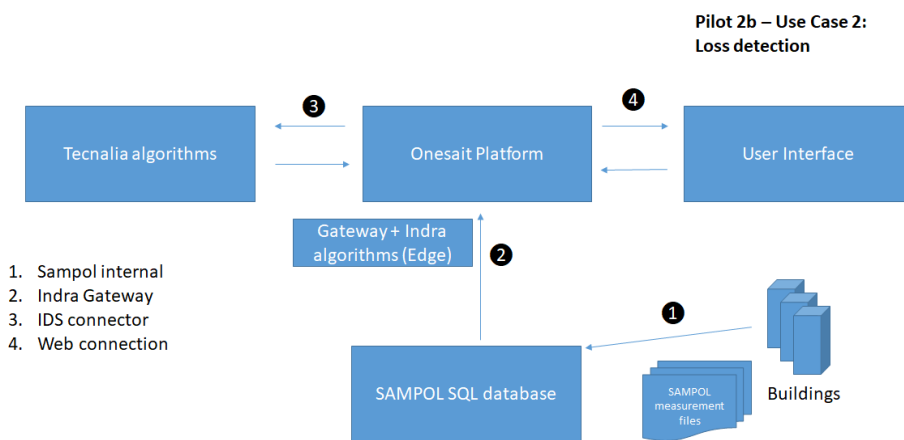 Pilot 2b – Use Case 2:
Loss detection
3
4
Tecnalia algorithms
Onesait Platform
User Interface
Gateway + Indra
algorithms (Edge)
2
1. Sampol internal
2. Indra Gateway
3. IDS connector
4. Web connection
1
SAMPOL SQL database
SAMPOL
measurement
files
Buildings